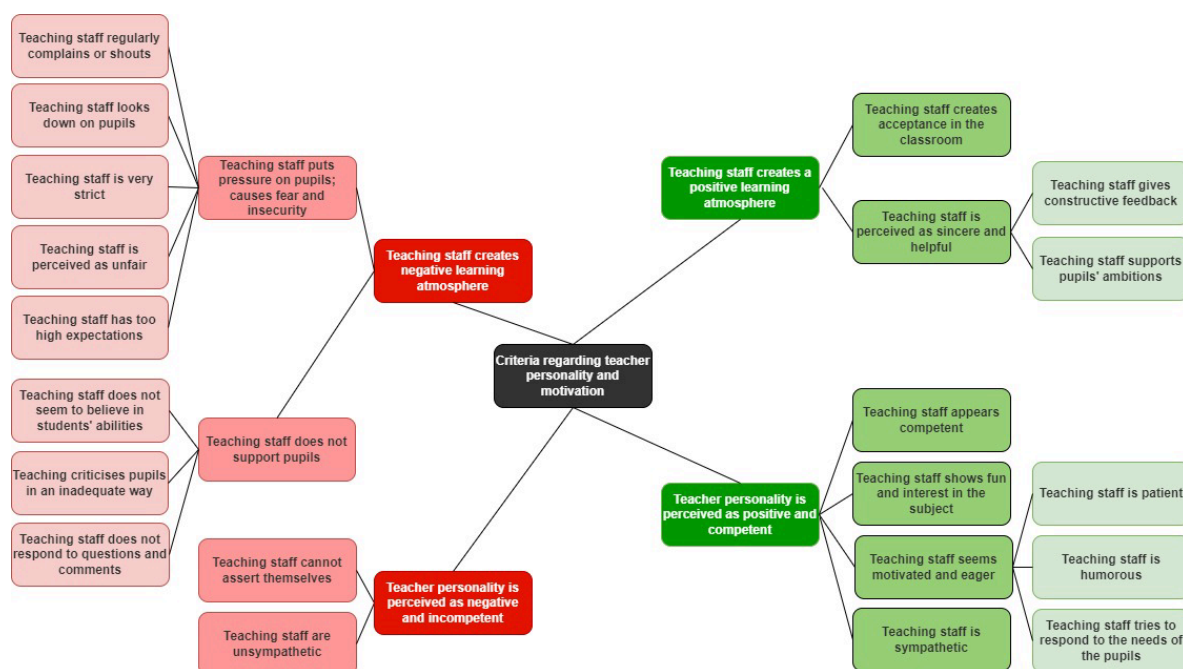 Teaching staff regularly
complains or shouts
Teaching staff looks
down on pupils
Teaching staff is very
strict
Teaching staff is
perceived as unfair
Teaching staff has too
high expectations
Teaching staff does not
seem to believe in
students' abilities
Teaching criticises pupils
in an inadequate way
Teaching staff does not
respond to questions and
comments
Teaching staff puts
pressure on pupils;
causes fear and
insecurity
Teaching staff does not
support pupils
Teaching staff cannot
assert themselves
Teaching staff are
unsympathetic
Teaching staff creates
negative learning
atmosphere
Teacher personality is
perceived as negative
and incompetent
Criteria regarding teacher
personality and
motivation
Teaching staff creates a
positive learning
atmosphere
Teacher personality is
perceived as positive and
competent
Teaching staff creates
acceptance in the
classroom
Teaching staff is
perceived as sincere and
helpful
Teaching staff appears
competent
Teaching staff shows fun
and interest in the
subject
Teaching staff seems
motivated and eager
Teaching staff is
sympathetic
Teaching staff gives
constructive feedback
Teaching staff supports
pupils' ambitions
Teaching staff is patient
Teaching staff is
humorous
Teaching staff tries to
respond to the needs of
the pupils